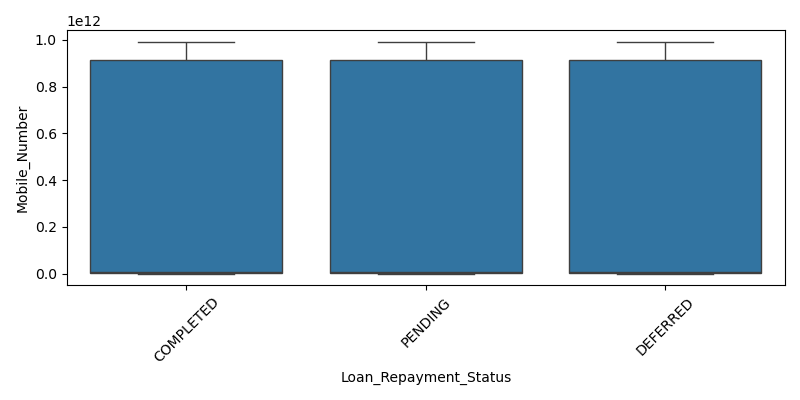 1e12
1.0
0.8
0.6
0.4
0.2
0.0
Mobile_Number
COMPLETED
PENDING
DEFERRED
Loan_Repayment_Status